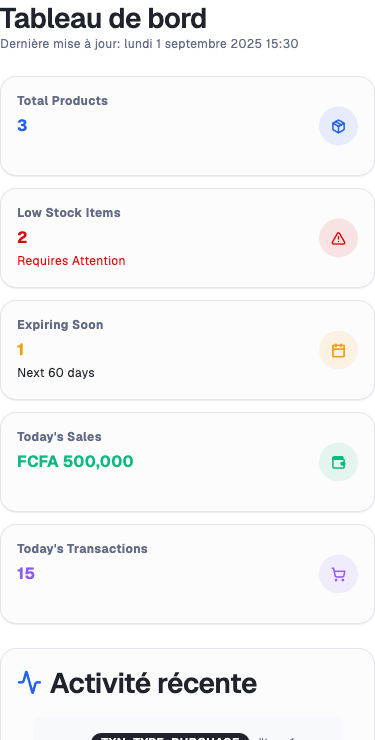 Tableau de bord
Dernière mise à jour: lundi 1 septembre 2025 15:30
Total Products
3
Low Stock Items
2
Requires Attention
Expiring Soon
1
Next 60 days
Today's Sales
FCFA 500,000
Today's Transactions
15
Activité récente